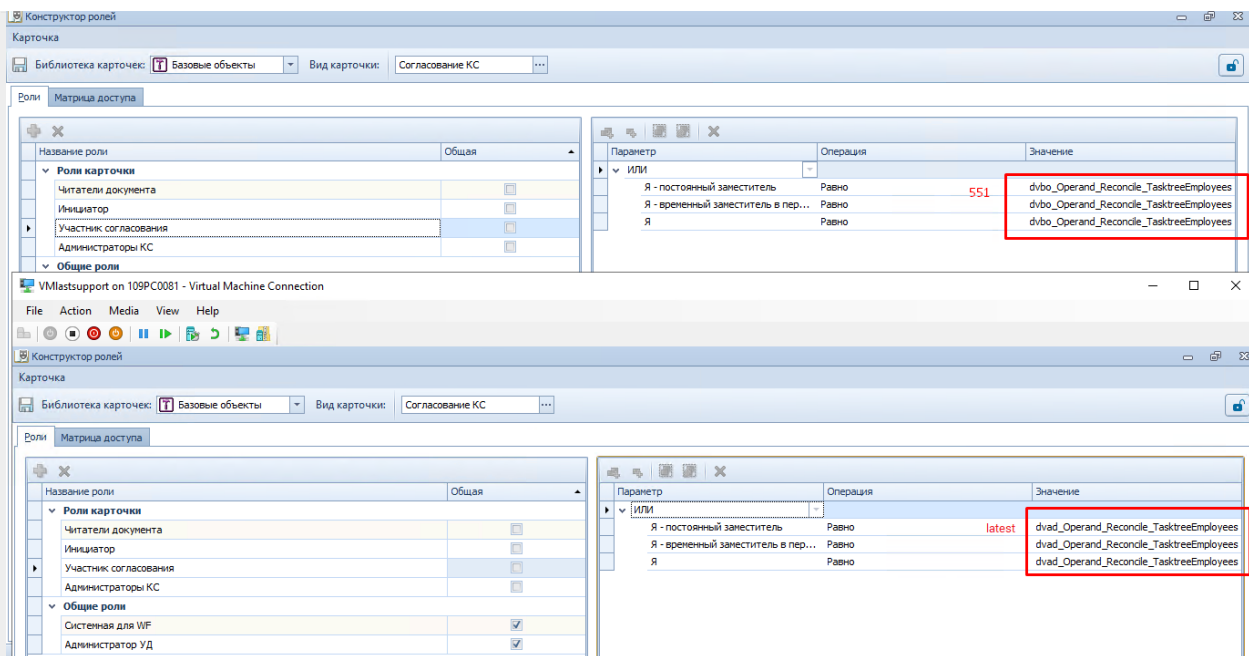 Конструктор ролей
Карточка
Библиотека карточек: Базовые объекты Вид карточки: Согласование КС ...
Роли Матрица доступа
Название роли Общая Параметр Операция Значение
Роли карточки ИЛИ
Читатели документа Я - постоянный заместитель Равно 551 dvbo_Operand_Reconcile_TasktreeEmployees
Инициатор Я - временный заместитель в пер... Равно dvbo_Operand_Reconcile_TasktreeEmployees
Участник согласования Я Равно dvbo_Operand_Reconcile_TasktreeEmployees
Администраторы КС
Общие роли
VMlastsupport on 109PC0081 - Virtual Machine Connection
File Action Media View Help
Конструктор ролей
Карточка
Библиотека карточек: Базовые объекты Вид карточки: Согласование КС ...
Роли Матрица доступа
Название роли Общая Параметр Операция Значение
Роли карточки ИЛИ
Читатели документа Я - постоянный заместитель Равно latest dvad_Operand_Reconcile_TasktreeEmployees
Инициатор Я - временный заместитель в пер... Равно dvad_Operand_Reconcile_TasktreeEmployees
Участник согласования Я Равно dvad_Operand_Reconcile_TasktreeEmployees
Администраторы КС
Общие роли
Системная для WF
Администратор УД